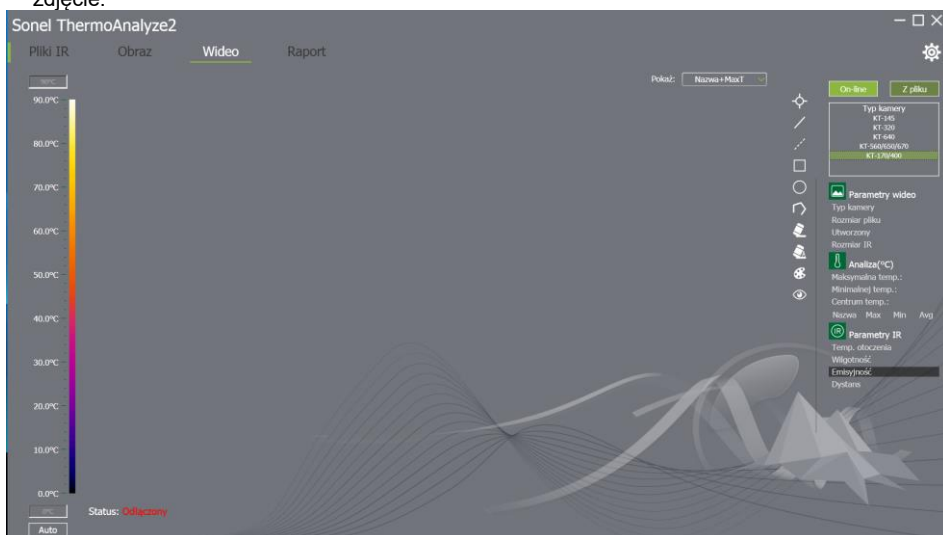 zdjęcie.
Sonel ThermoAnalyze2
Pliki IR Obraz Wideo Raport
Pokaż: Nazwa+MaxT
On-line Z pliku
Typ kamery
KT-145
KT-320
KT-640
KT-560/650/670
KT-170/400
90.0°C
80.0°C
70.0°C
60.0°C
50.0°C
40.0°C
30.0°C
20.0°C
10.0°C
0.0°C
0°C
Auto
Status: Odłączony
Parametry wideo
Typ kamery
Rozmiar pliku
Utworzony
Rozmiar IR
Analiza(°C)
Maksymalna temp.:
Minimalnej temp.:
Centrum temp.:
Nazwa Max Min Avg
IR Parametry IR
Temp. otoczenia
Wilgotność
Emisyjność
Dystans